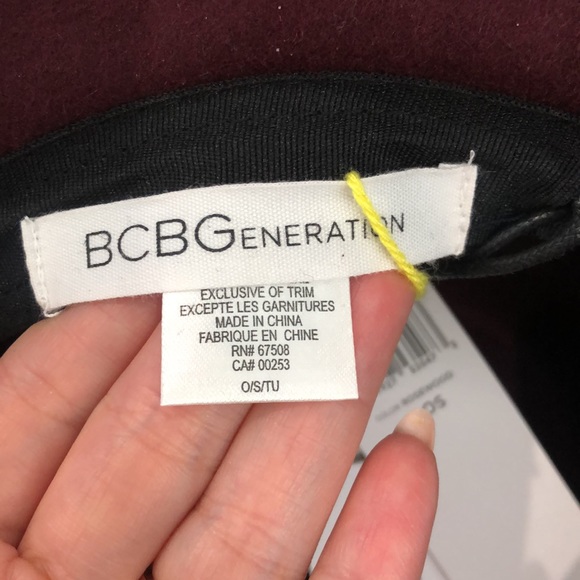 BCBGENERATION
EXCLUSIVE OF TRIM
EXCEPTE LES GARNITURES
MADE IN CHINA
FABRIQUE EN CHINE
RN# 67508
CA# 00253
O/S/TU